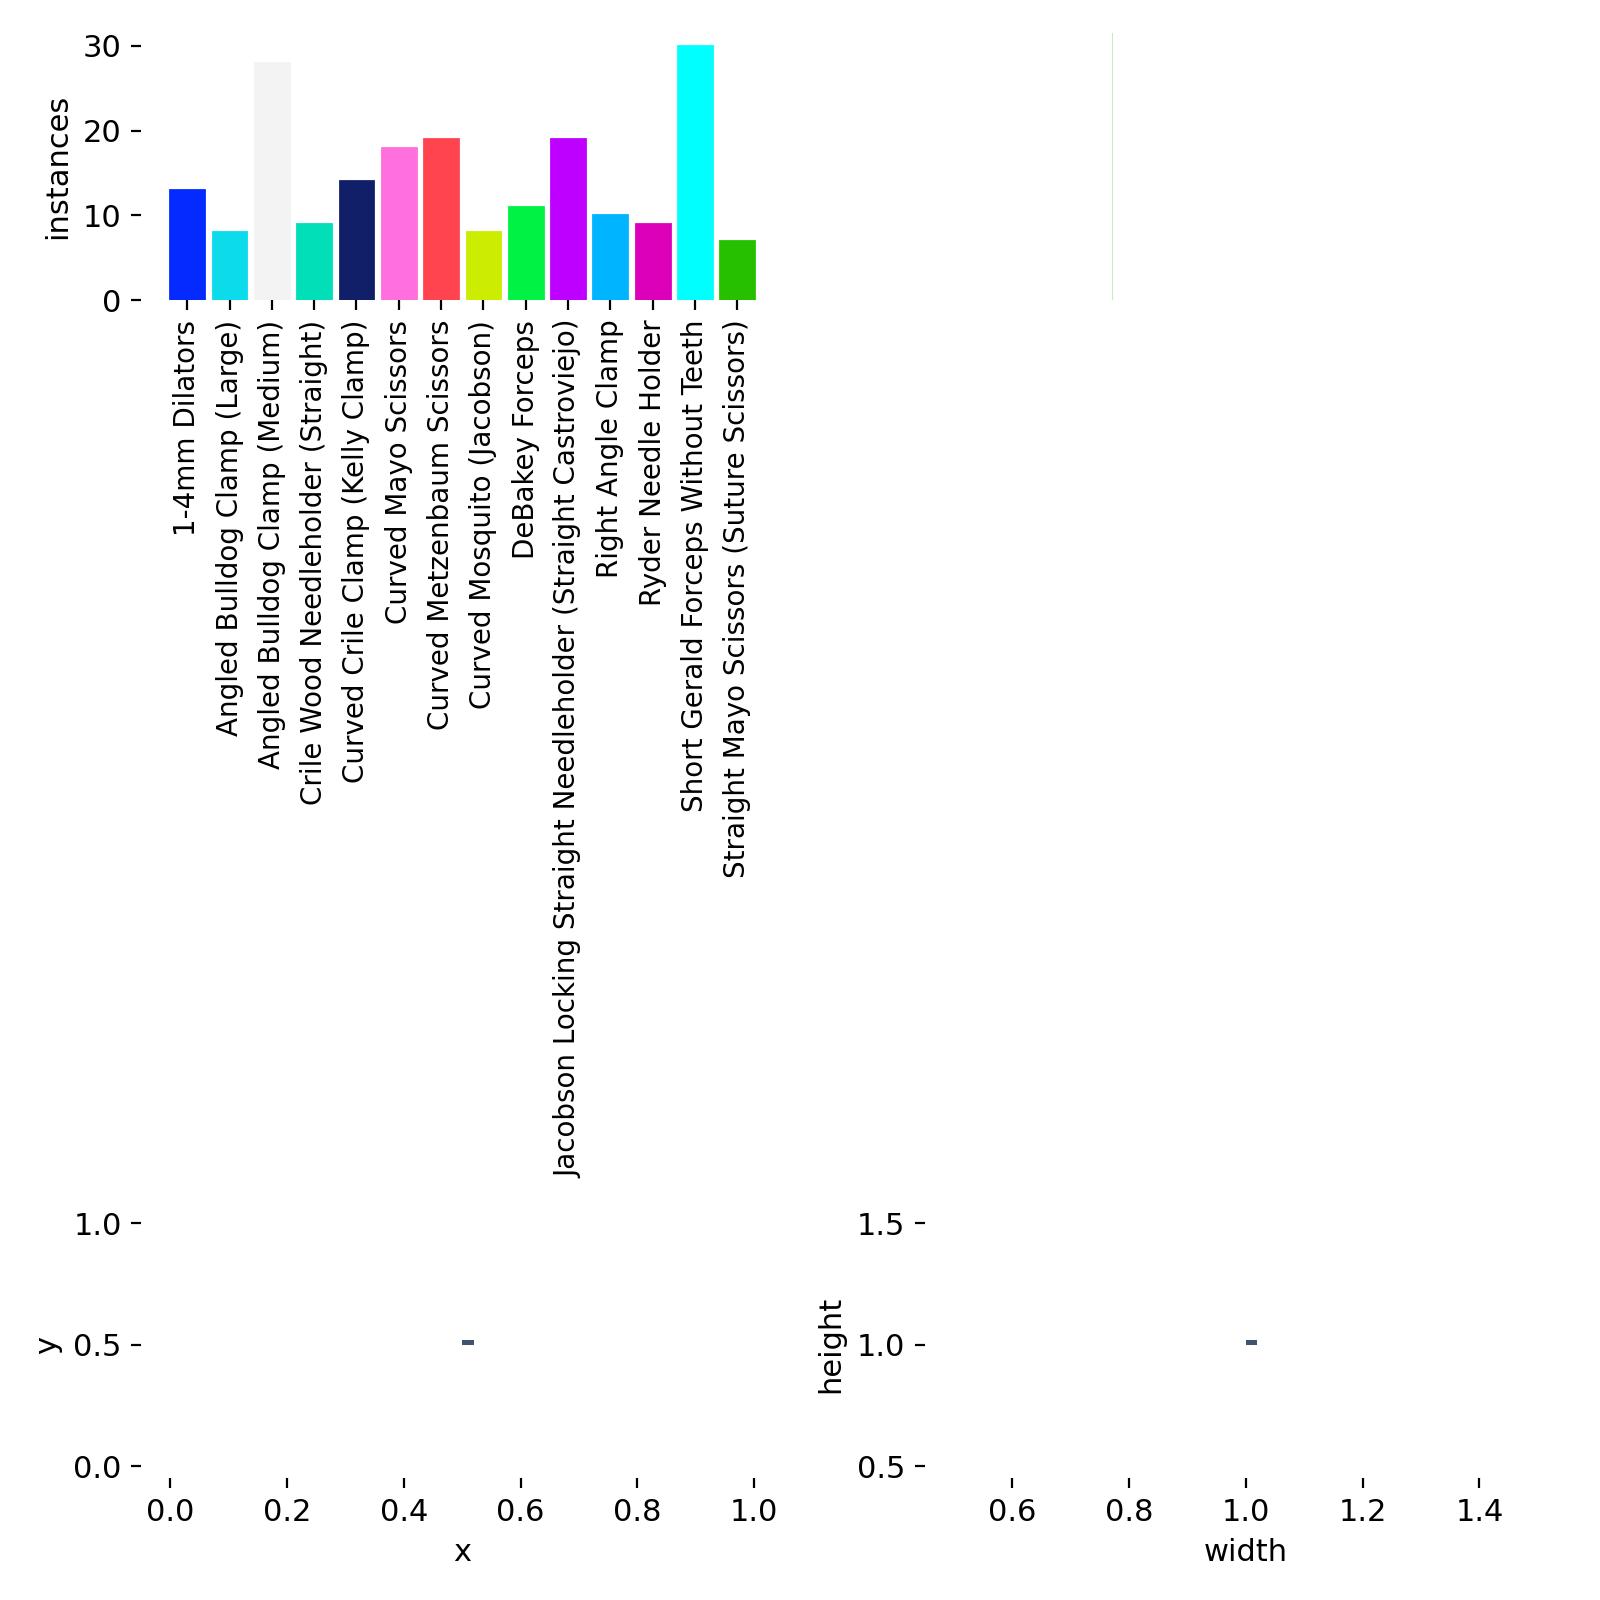 instances
30
20
10
0
1-4mm Dilators
Angled Bulldog Clamp (Large)
Angled Bulldog Clamp (Medium)
Crile Wood Needleholder (Straight)
Curved Crile Clamp (Kelly Clamp)
Curved Mayo Scissors
Curved Metzenbaum Scissors
Curved Mosquito (Jacobson)
DeBakey Forceps
Jacobson Locking Straight Needleholder (Straight Castroviejo)
Right Angle Clamp
Ryder Needle Holder
Short Gerald Forceps Without Teeth
Straight Mayo Scissors (Suture Scissors)
y
1.0
0.5
0.0
0.0 0.2 0.4 0.6 0.8 1.0
x
height
1.5
1.0
0.5
0.6 0.8 1.0 1.2 1.4
width